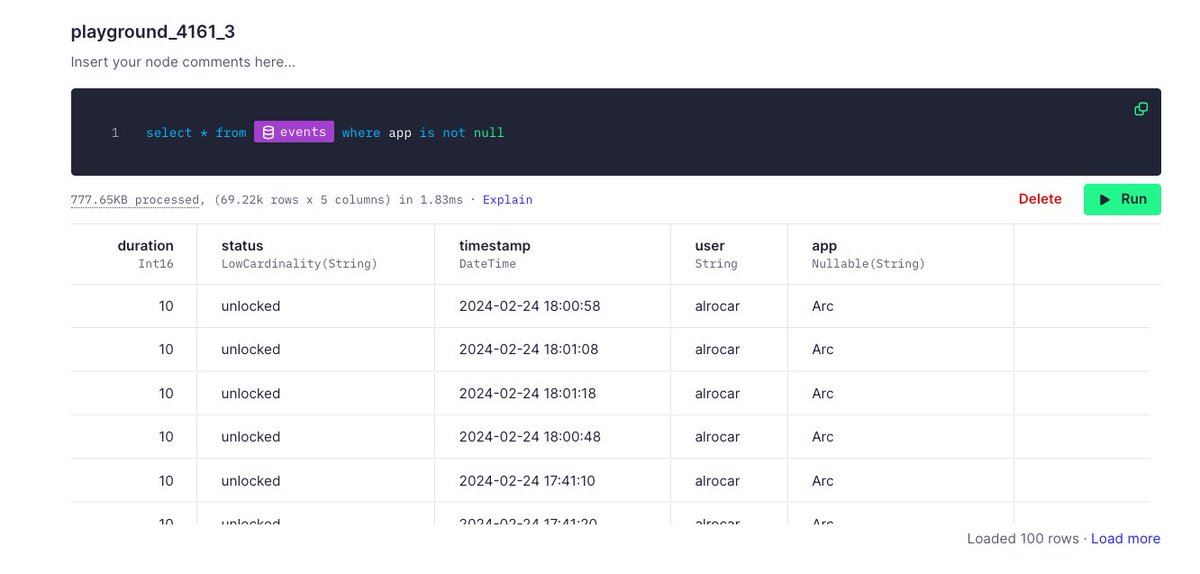 playground_4161_3
Insert your node comments here...
1 select * from events where app is not null
777.65KB processed, (69.22k rows x 5 columns) in 1.83ms · Explain Delete Run
duration status timestamp user app
Int16 LowCardinality(String) DateTime String Nullable(String)
10 unlocked 2024-02-24 18:00:58 alrocar Arc
10 unlocked 2024-02-24 18:01:08 alrocar Arc
10 unlocked 2024-02-24 18:01:18 alrocar Arc
10 unlocked 2024-02-24 18:00:48 alrocar Arc
10 unlocked 2024-02-24 17:41:10 alrocar Arc
10 unlocked 2024-02-24 17:41:20 alrocar Arc
Loaded 100 rows · Load more